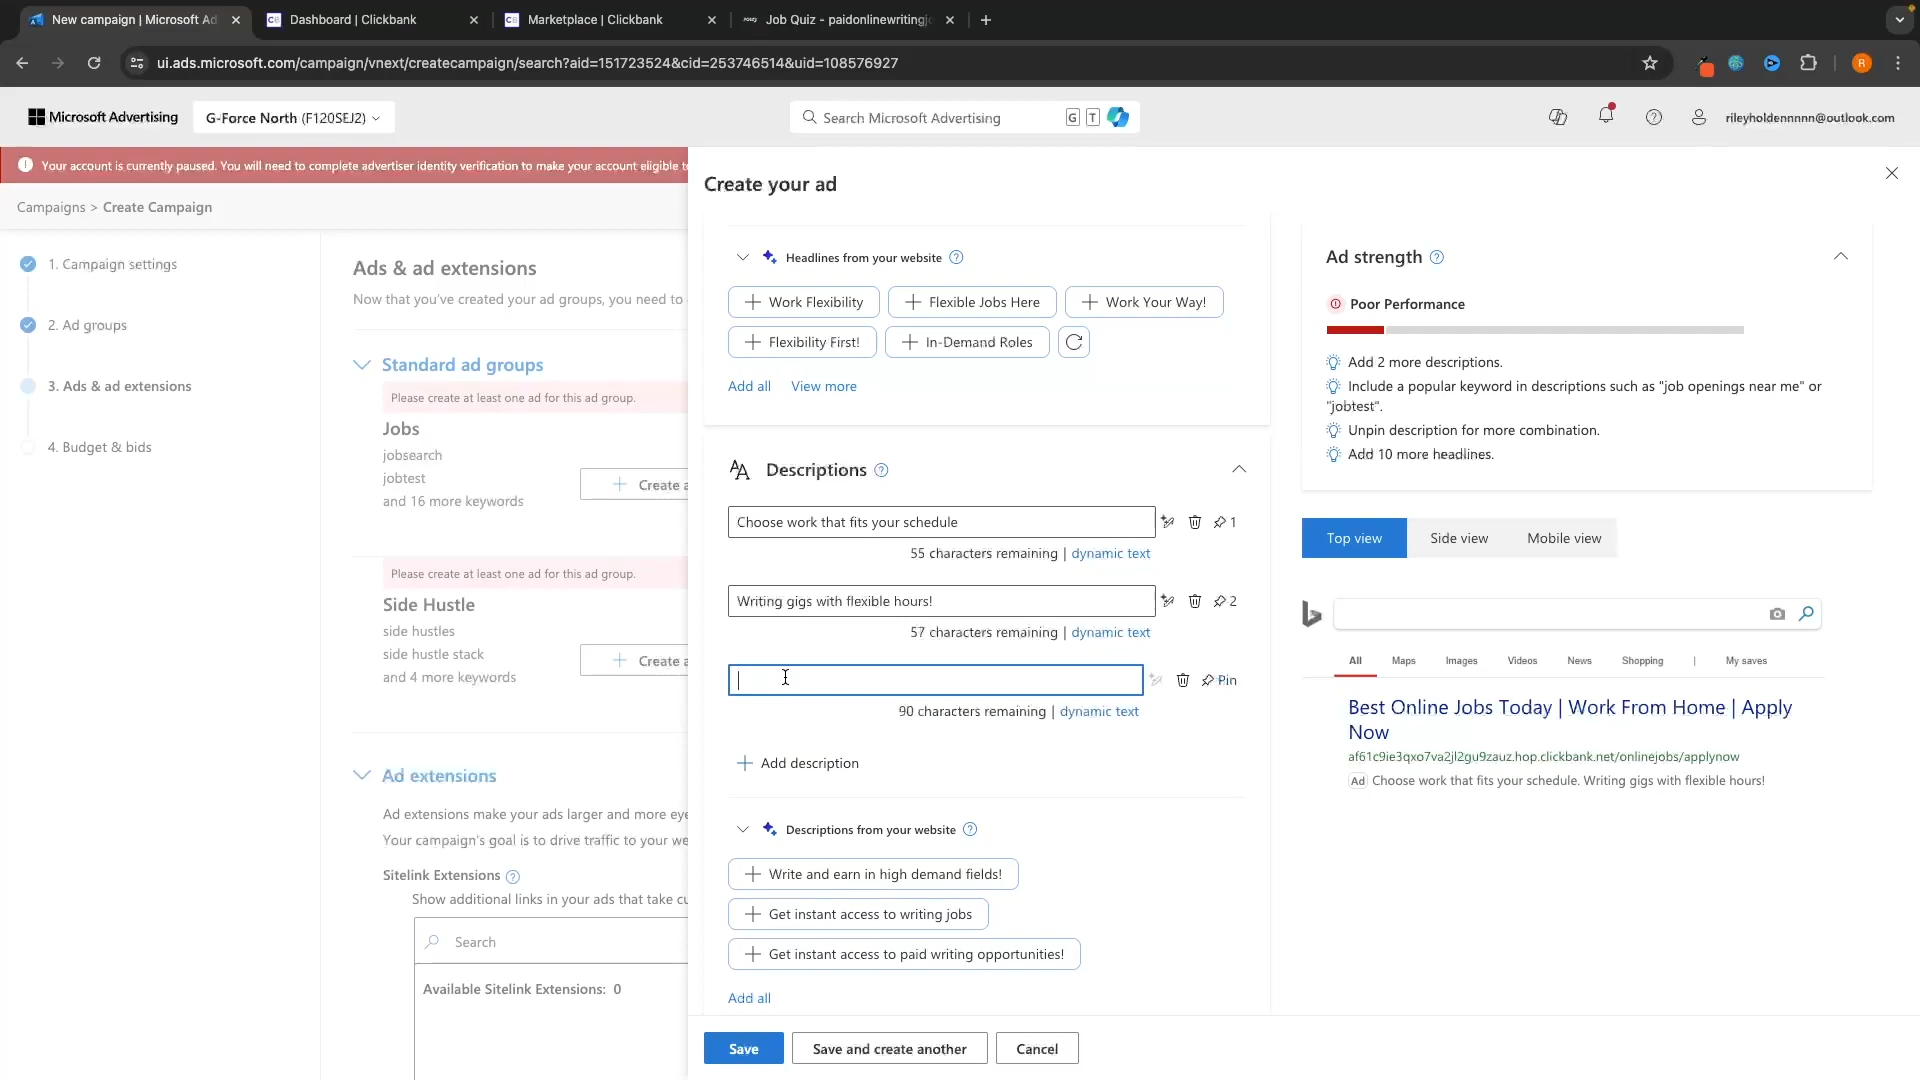 New campaign | Microsoft Ad
Dashboard | Clickbank
Marketplace | Clickbank
Job Quiz - paidonlinewritingj
ui.ads.microsoft.com/campaign/vnext/createcampaign/search?aid=151723524&cid=253746514&uid=108576927
R
Microsoft Advertising
G-Force North (F120SEJ2)
Search Microsoft Advertising
G T
rileyholdennnnn@outlook.com
Your account is currently paused. You will need to complete advertiser identity verification to make your account eligible t
Campaigns > Create Campaign
1. Campaign settings
2. Ad groups
3. Ads & ad extensions
4. Budget & bids
Ads & ad extensions
Now that you've created your ad groups, you need to
Standard ad groups
Please create at least one ad for this ad group.
Jobs
jobsearch
jobtest
and 16 more keywords
Create a
Please create at least one ad for this ad group.
Side Hustle
side hustles
side hustle stack
and 4 more keywords
Create a
Ad extensions
Ad extensions make your ads larger and more eye
Your campaign's goal is to drive traffic to your we
Sitelink Extensions
Show additional links in your ads that take cu
Search
Available Sitelink Extensions: 0
Create your ad
Headlines from your website
Work Flexibility
Flexible Jobs Here
Work Your Way!
Flexibility First!
In-Demand Roles
Add all
View more
Descriptions
Choose work that fits your schedule
1
55 characters remaining | dynamic text
Writing gigs with flexible hours!
2
57 characters remaining | dynamic text
Pin
90 characters remaining | dynamic text
Add description
Descriptions from your website
Write and earn in high demand fields!
Get instant access to writing jobs
Get instant access to paid writing opportunities!
Add all
Save
Save and create another
Cancel
Ad strength
Poor Performance
Add 2 more descriptions.
Include a popular keyword in descriptions such as "job openings near me" or
"jobtest".
Unpin description for more combination.
Add 10 more headlines.
Top view
Side view
Mobile view
All
Maps
Images
Videos
News
Shopping
|
My saves
Best Online Jobs Today | Work From Home | Apply
Now
af61c9ie3qxo7va2jl2gu9zauz.hop.clickbank.net/onlinejobs/applynow
Ad Choose work that fits your schedule. Writing gigs with flexible hours!